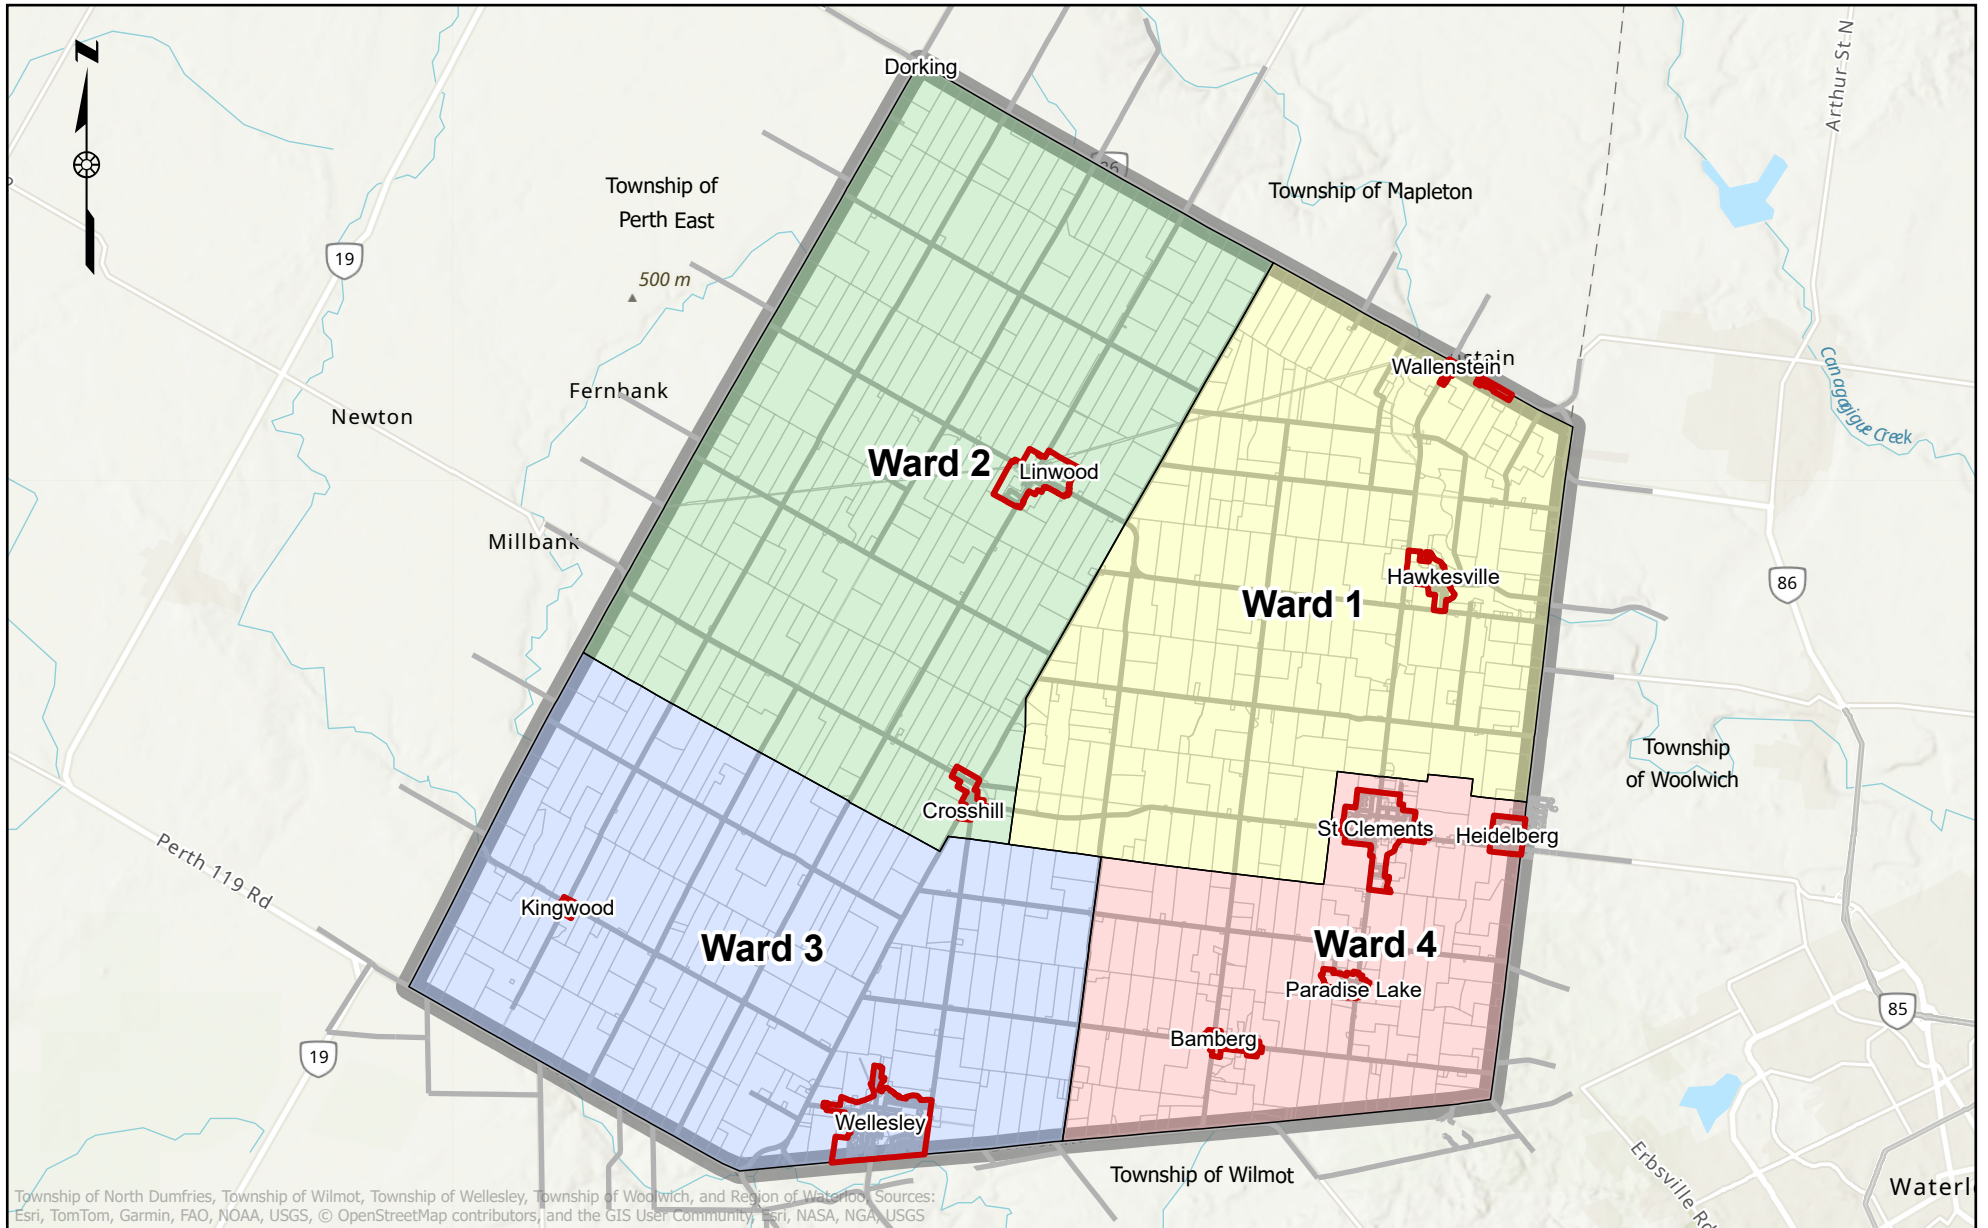 N
Dorking
Arthur St N
Township of
Perth East
Township of Mapleton
19
500 m
Wallenstein
Canagagigue Creek
Fernbank
Newton
Ward 2
Linwood
Millbank
Hawkesville
86
Ward 1
Township
of Woolwich
Crosshill
St Clements
Heidelberg
Perth 119 Rd
Kingwood
Ward 3
Ward 4
Paradise Lake
85
Bamberg
19
Wellesley
Township of Wilmot
Erbsville Rd
Waterl
Township of North Dumfries, Township of Wilmot, Township of Wellesley, Township of Woolwich, and Region of Waterloo, Sources:
Esri, TomTom, Garmin, FAO, NOAA, USGS, © OpenStreetMap contributors, and the GIS User Community, Esri, NASA, NGA, USGS